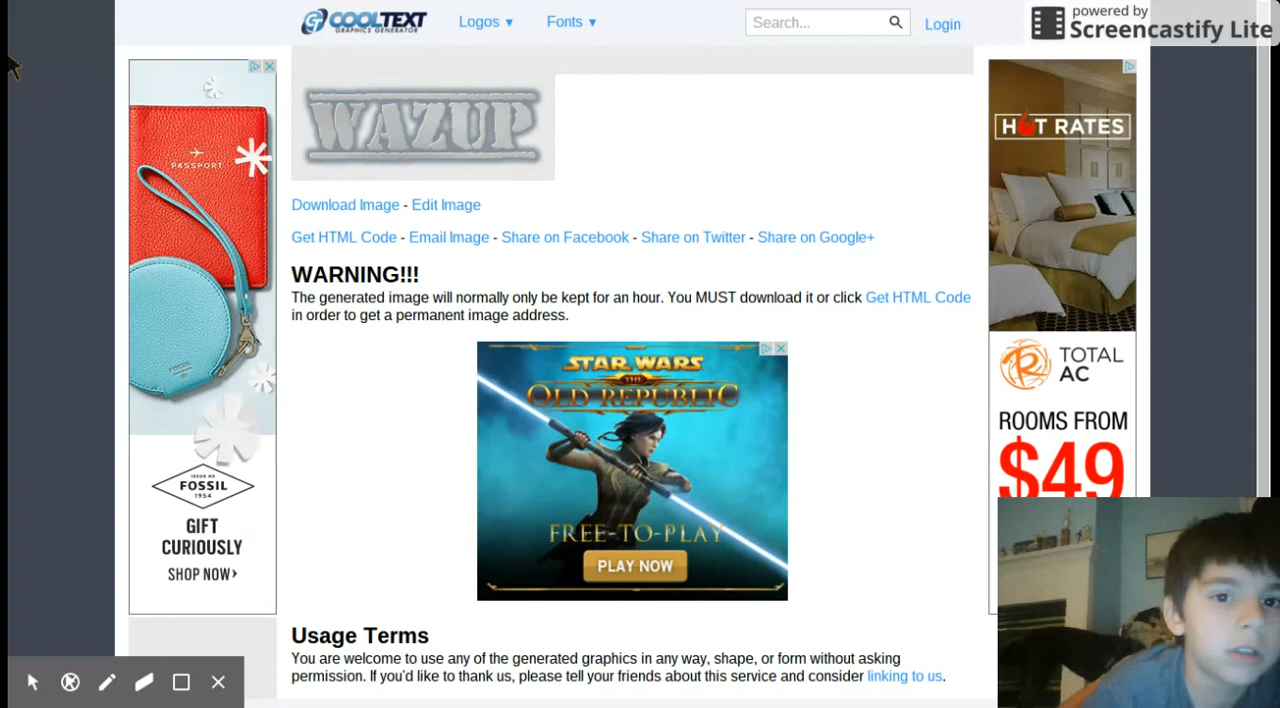 COOLTEXT
GRAPHICS GENERATOR
Logos ▼
Fonts ▼
Search...
Login
powered by
Screencastify Lite
PASSPORT
FOSSIL
ISSUE NO
FOSSIL
1954
GIFT
CURIOUSLY
SHOP NOW›
WAZUP
Download Image - Edit Image
Get HTML Code - Email Image - Share on Facebook - Share on Twitter - Share on Google+
WARNING!!!
The generated image will normally only be kept for an hour. You MUST download it or click Get HTML Code
in order to get a permanent image address.
STAR WARS
THE
OLD REPUBLIC
FREE-TO-PLAY
PLAY NOW
Usage Terms
You are welcome to use any of the generated graphics in any way, shape, or form without asking
permission. If you'd like to thank us, please tell your friends about this service and consider linking to us.
HOT RATES
TOTAL
AC
ROOMS FROM
$49